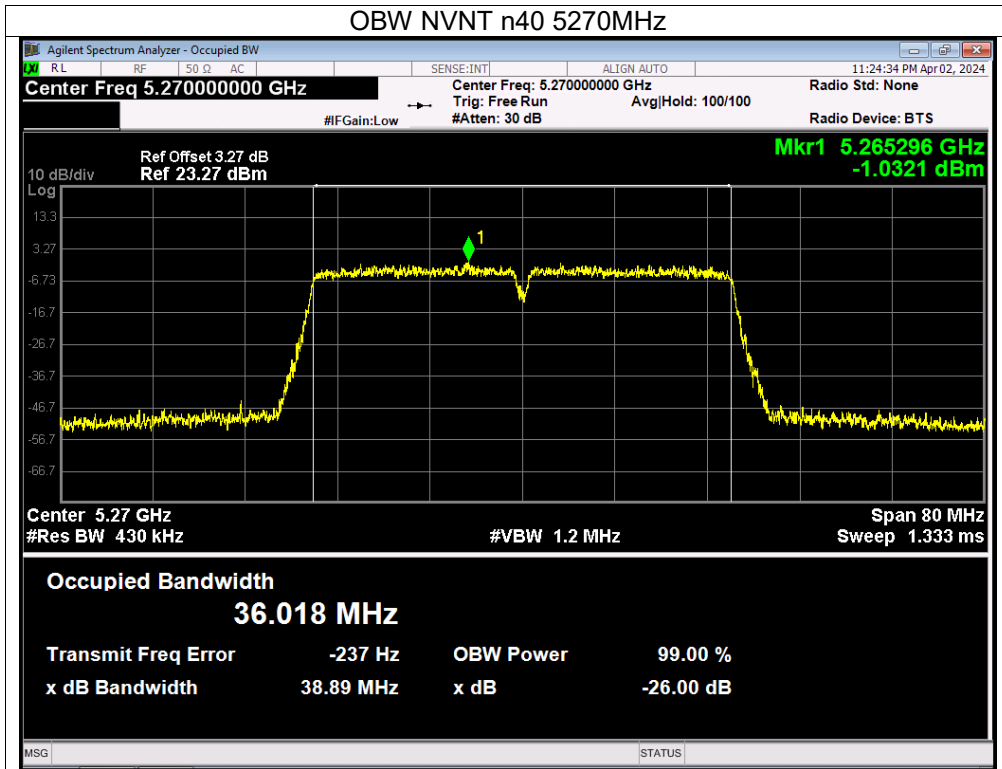 OBW NVNT n40 5270MHz
Agilent Spectrum Analyzer - Occupied BW
LXI RL RF 50 Ω AC SENSE:INT ALIGN AUTO 11:24:34 PM Apr 02, 2024
Center Freq 5.270000000 GHz Center Freq: 5.270000000 GHz Radio Std: None
Trig: Free Run Avg|Hold: 100/100
#IFGain:Low #Atten: 30 dB Radio Device: BTS
Mkr1 5.265296 GHz
-1.0321 dBm
Ref Offset 3.27 dB
10 dB/div Ref 23.27 dBm
Log
13.3
3.27
-6.73
-16.7
-26.7
-36.7
-46.7
-56.7
-66.7
1
Center 5.27 GHz Span 80 MHz
#Res BW 430 kHz #VBW 1.2 MHz Sweep 1.333 ms
Occupied Bandwidth
36.018 MHz
Transmit Freq Error -237 Hz OBW Power 99.00 %
x dB Bandwidth 38.89 MHz x dB -26.00 dB
MSG STATUS